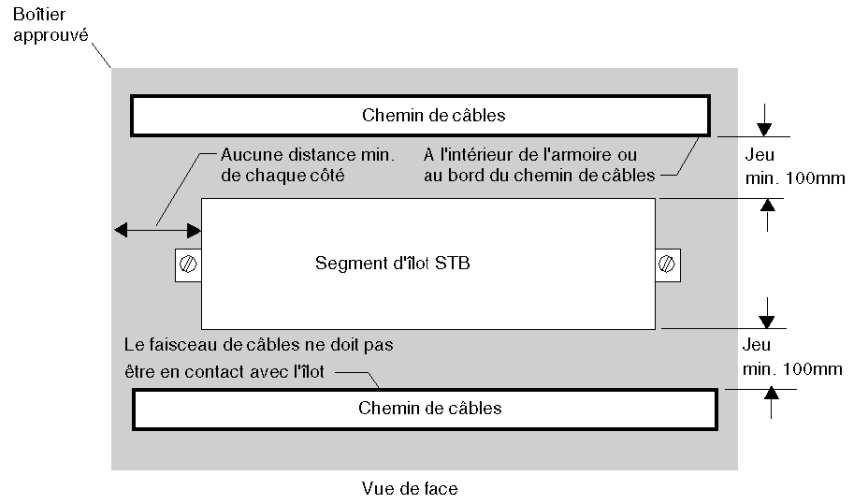 Boîtier
approuvé
Chemin de câbles
Aucune distance min.
de chaque côté
A l'intérieur de l'armoire ou
au bord du chemin de câbles
Jeu
min. 100mm
Segment d'îlot STB
Le faisceau de câbles ne doit pas
être en contact avec l'îlot
Jeu
min. 100mm
Chemin de câbles
Vue de face